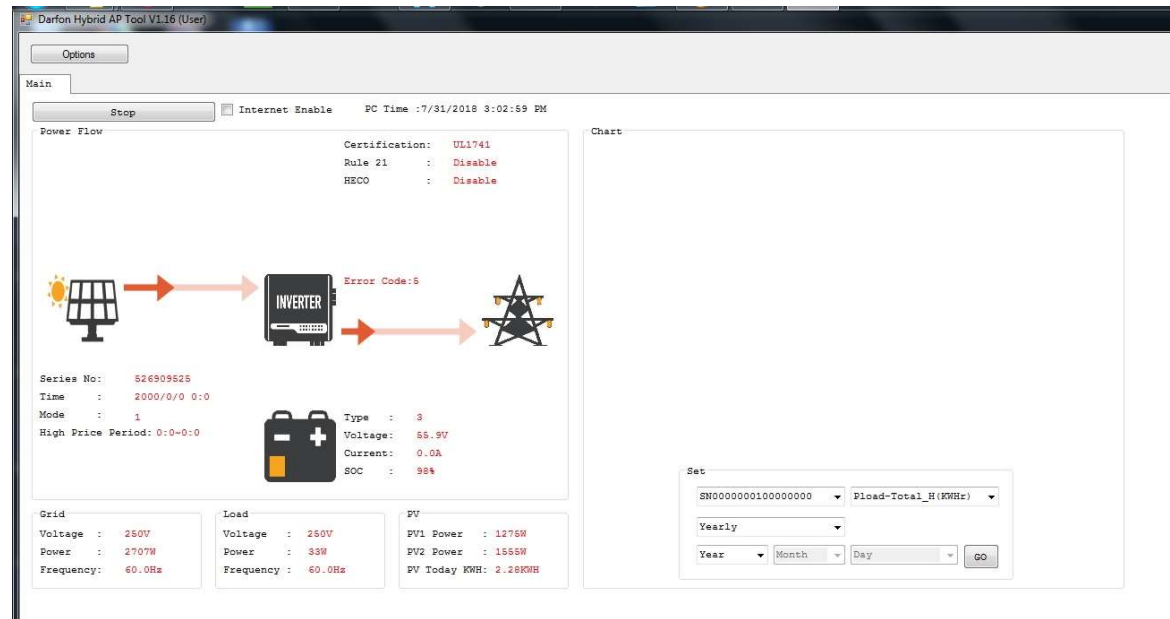 Darfon Hybrid AP Tool V1.16 (User)
Options
Main
Stop
Internet Enable
PC Time :7/31/2018 3:02:59 PM
Power Flow
Certification: UL1741
Rule 21 : Disable
HECO : Disable
INVERTER
Error Code:5
Series No: 526909525
Time : 2000/0/0 0:0
Mode : 1
High Price Period: 0:0~0:0
Type : 3
Voltage: 55.9V
Current: 0.0A
SOC : 98%
Grid
Voltage : 250V
Power : 2707W
Frequency: 60.0Hz
Load
Voltage : 250V
Power : 33W
Frequency : 60.0Hz
PV
PV1 Power : 1275W
PV2 Power : 1555W
PV Today KWH: 2.28KWH
Chart
Set
SN0000000100000000 Pload-Total_H(KWHr)
Yearly
Year Month Day GO